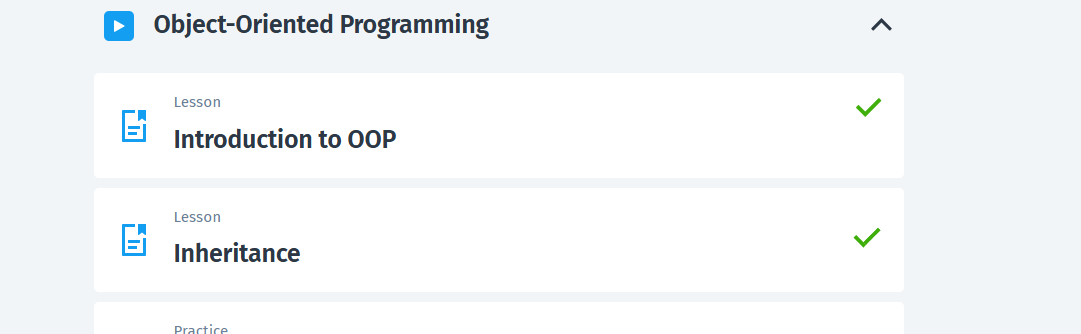 Object-Oriented Programming
Lesson
Introduction to OOP
Lesson
Inheritance
Practice